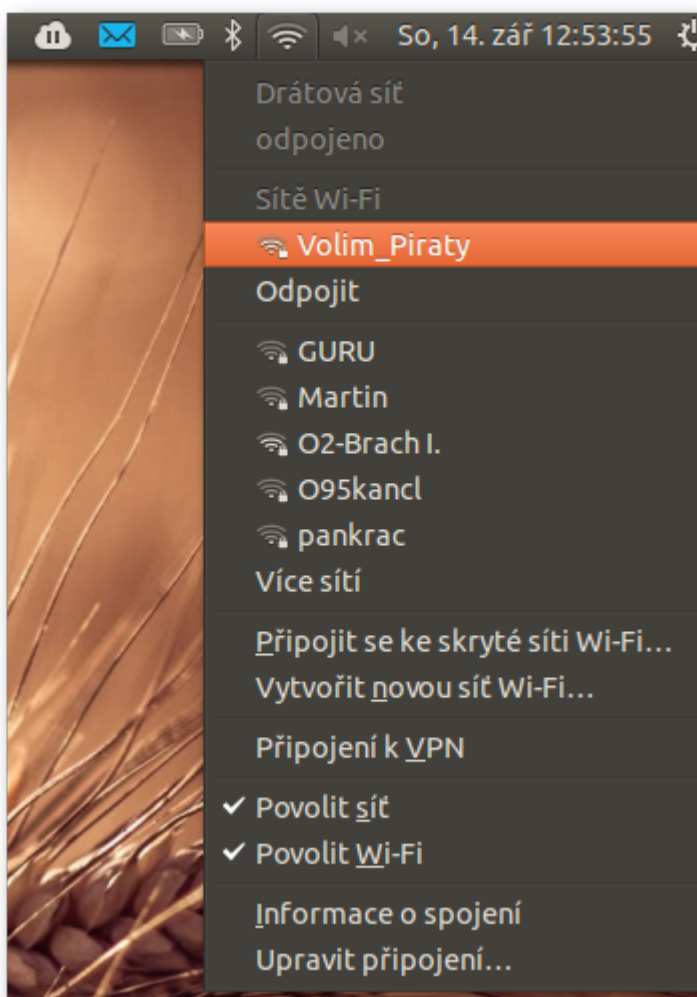 So, 14. zář 12:53:55
Drátová síť
odpojeno
Sítě Wi-Fi
Volim_Piraty
Odpojit
GURU
Martin
O2-Brach I.
O95kancl
pankrac
Více sítí
Připojit se ke skryté síti Wi-Fi…
Vytvořit novou síť Wi-Fi…
Připojení k VPN
Povolit síť
Povolit Wi-Fi
Informace o spojení
Upravit připojení…